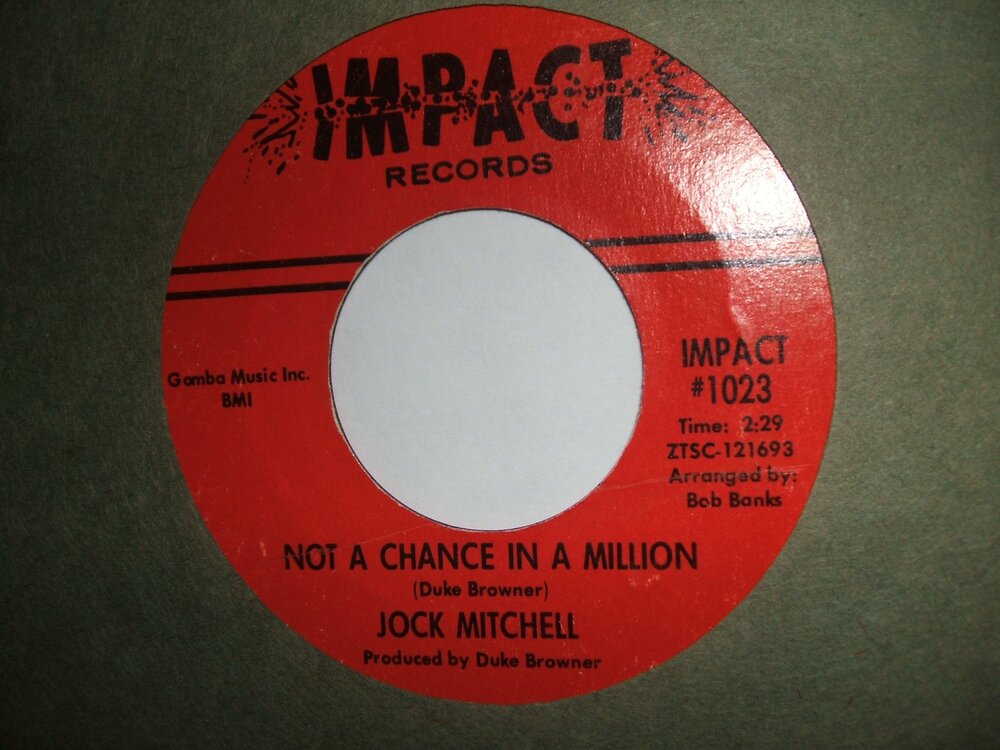 IMPACT
RECORDS
Gomba Music Inc.
BMI
IMPACT
#1023
Time: 2:29
ZTSC-121693
Arranged by:
Bob Banks
NOT A CHANCE IN A MILLION
(Duke Browner)
JOCK MITCHELL
Produced by Duke Browner